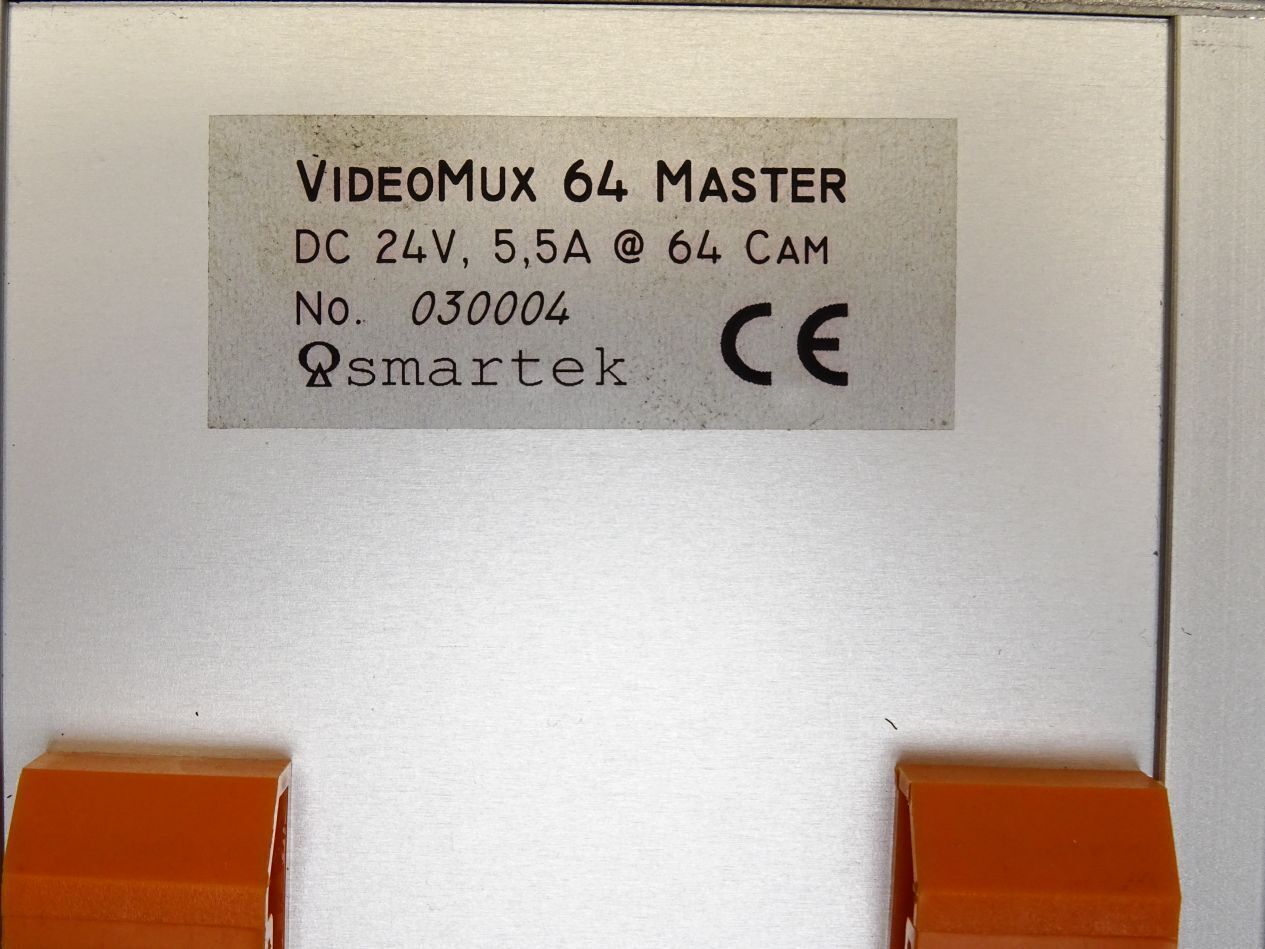 VIDEOMUX 64 MASTER
DC 24V, 5,5A @ 64 CAM
No. 030004
smartek CE